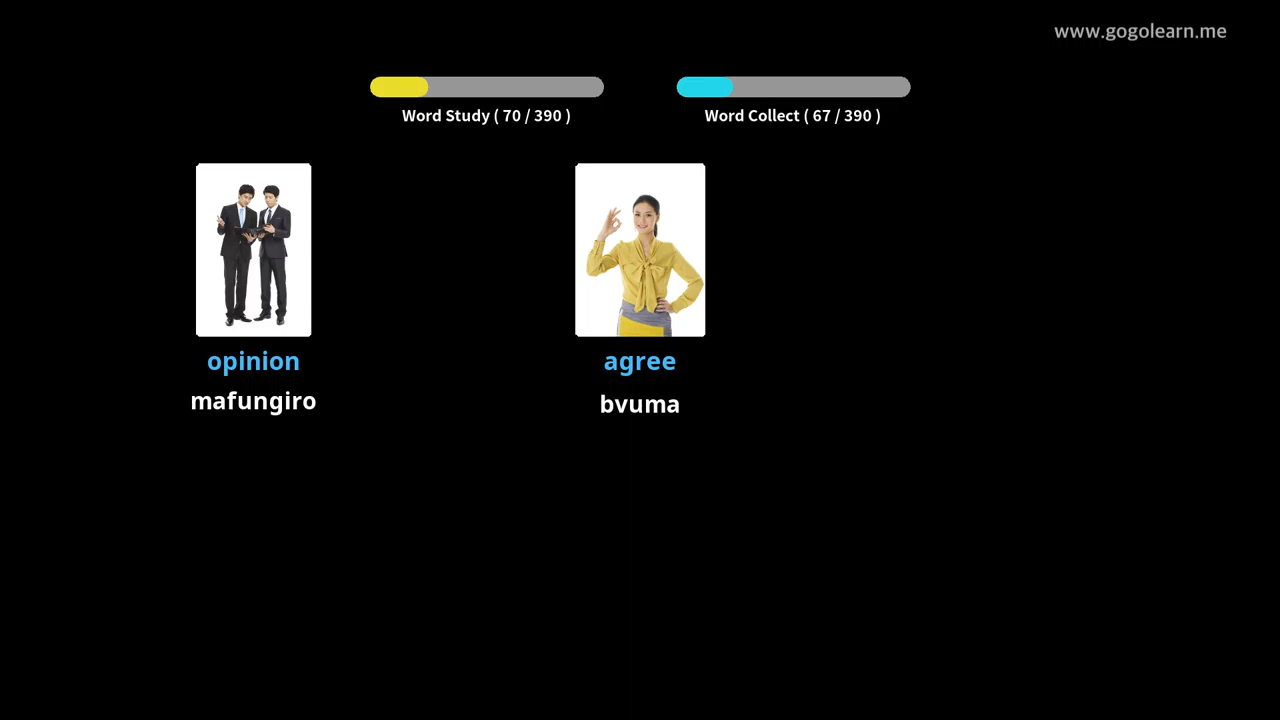 www.gogolearn.me
Word Study ( 70 / 390 )
Word Collect ( 67 / 390 )
opinion
mafungiro
agree
bvuma